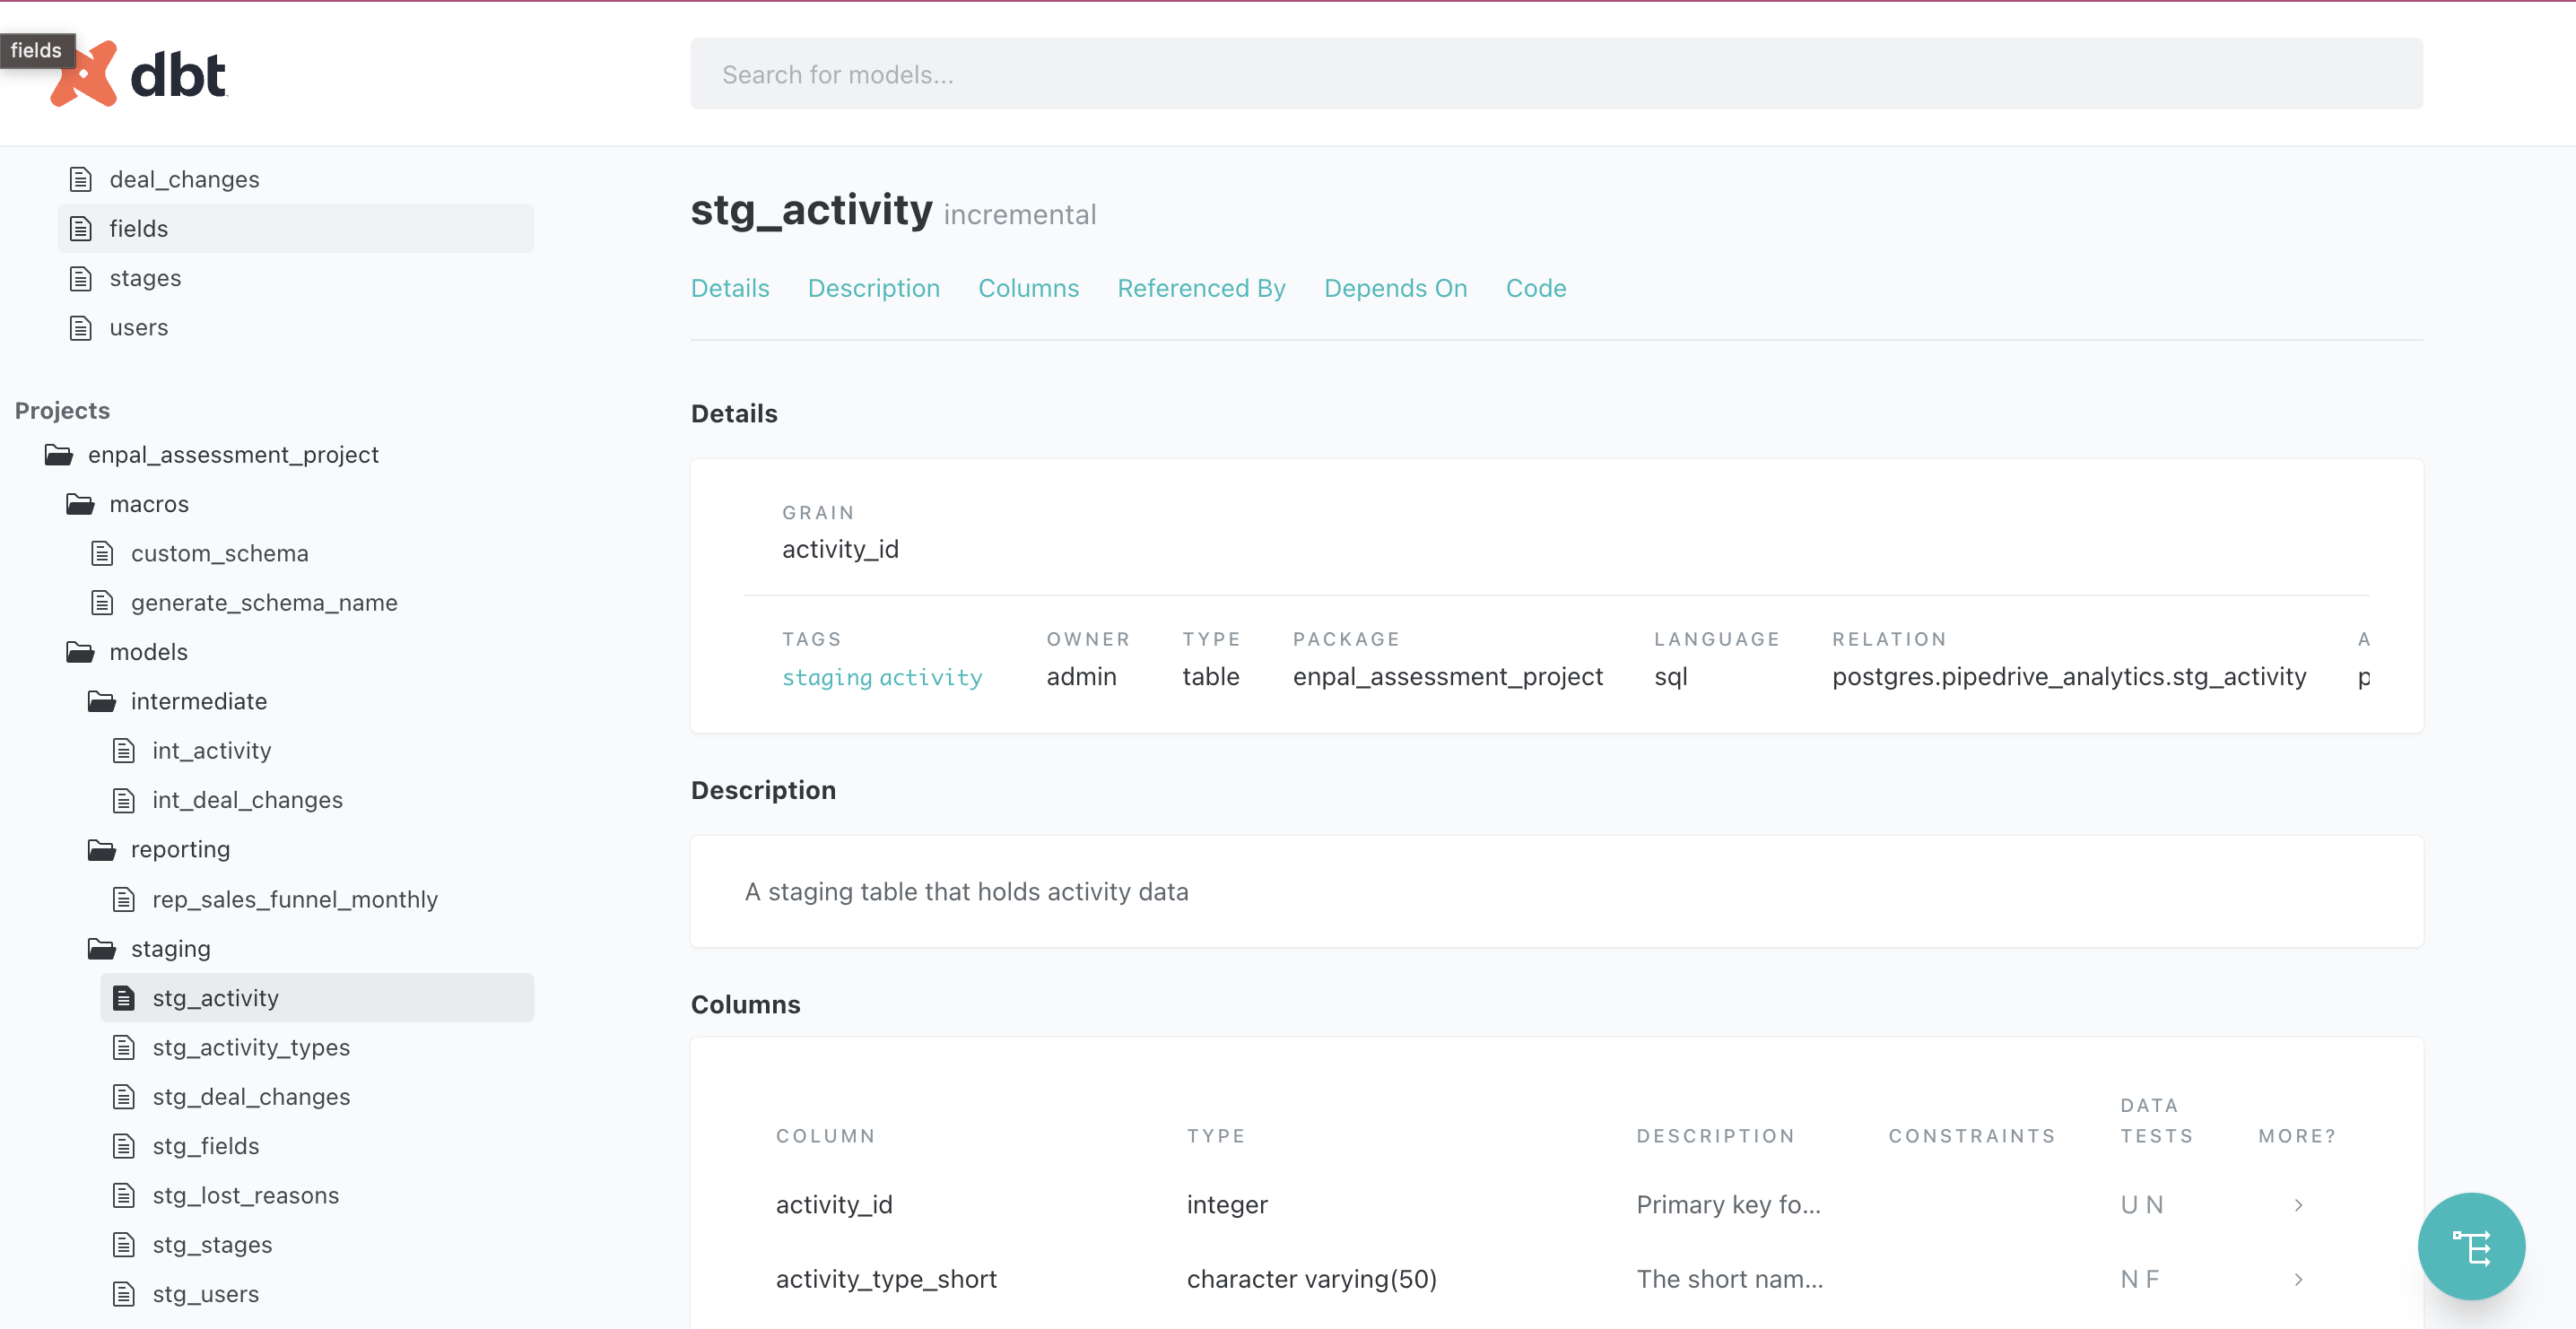 fields
dbt
Search for models...
deal_changes
fields
stages
users
Projects
enpal_assessment_project
macros
custom_schema
generate_schema_name
models
intermediate
int_activity
int_deal_changes
reporting
rep_sales_funnel_monthly
staging
stg_activity
stg_activity_types
stg_deal_changes
stg_fields
stg_lost_reasons
stg_stages
stg_users
stg_activity incremental
Details Description Columns Referenced By Depends On Code
Details
GRAIN
activity_id
TAGS OWNER TYPE PACKAGE LANGUAGE RELATION A
staging activity admin table enpal_assessment_project sql postgres.pipedrive_analytics.stg_activity p
Description
A staging table that holds activity data
Columns
COLUMN TYPE DESCRIPTION CONSTRAINTS DATA TESTS MORE?
activity_id integer Primary key fo... U N
activity_type_short character varying(50) The short nam... N F